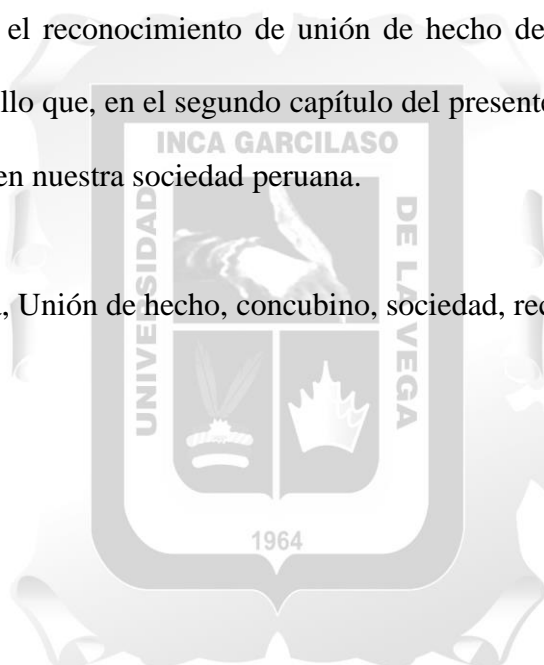 el reconocimiento de unión de hecho de
llo que, en el segundo capítulo del presente
INCA GARCILASO
en nuestra sociedad peruana.
UNIVERSIDAD
DE LA VEGA
, Unión de hecho, concubino, sociedad, rec
1964